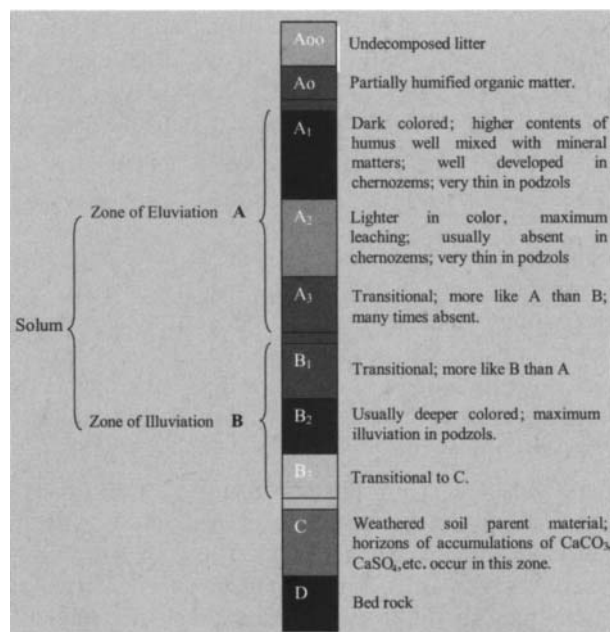 Aoo Undecomposed litter
Ao Partially humified organic matter.
A₁ Dark colored; higher contents of
humus well mixed with mineral
matters; well developed in
chernozems; very thin in podzols
Zone of Eluviation A
A₂ Lighter in color, maximum
leaching; usually absent in
chernozems; very thin in podzols
A₃ Transitional; more like A than B;
many times absent.
Solum
B₁ Transitional; more like B than A
Zone of Illuviation B
B₂ Usually deeper colored; maximum
illuviation in podzols.
B₃ Transitional to C.
C Weathered soil parent material;
horizons of accumulations of CaCO₃,
CaSO₄,etc. occur in this zone.
D Bed rock